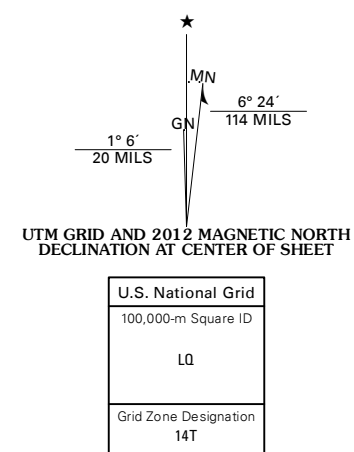 ★
MN
GN
6° 24´
114 MILS
1° 6´
20 MILS
UTM GRID AND 2012 MAGNETIC NORTH
DECLINATION AT CENTER OF SHEET
U.S. National Grid
100,000-m Square ID
LQ
Grid Zone Designation
14T